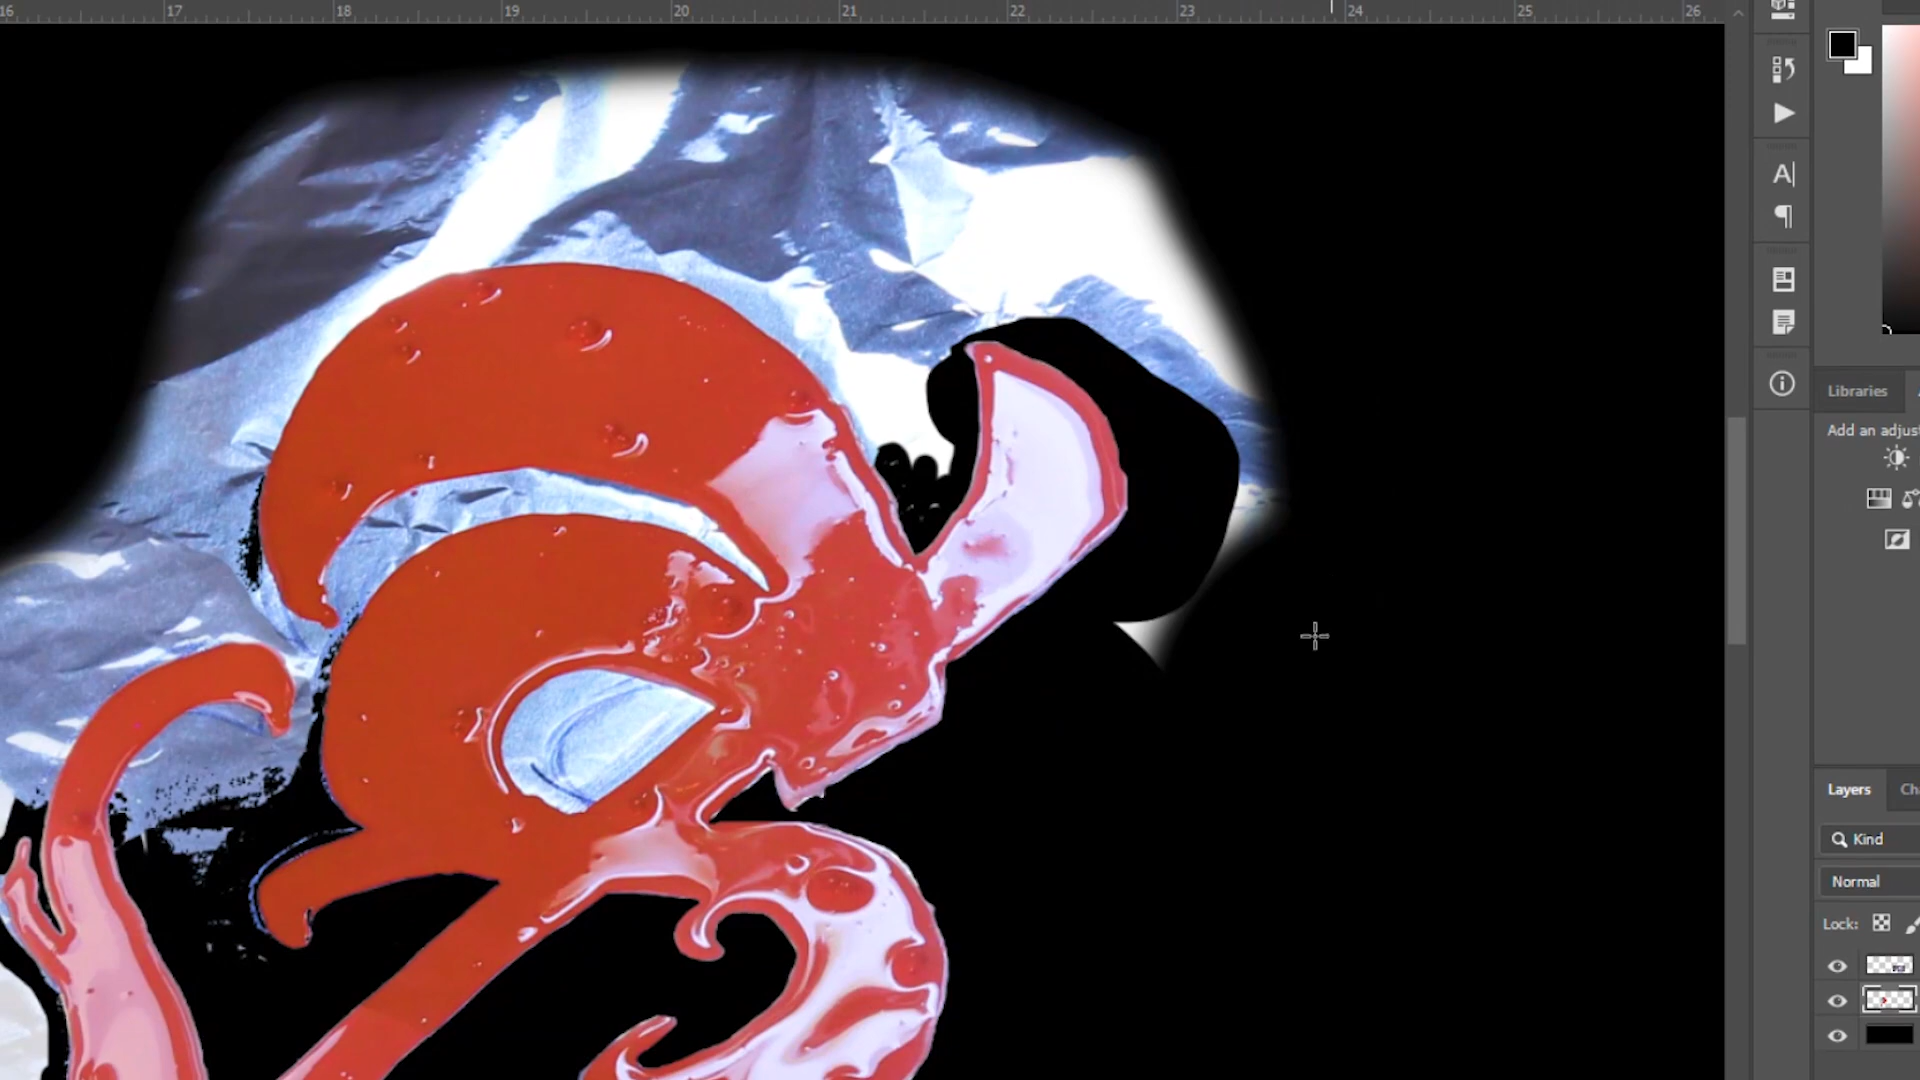 16 17 18 19 20 21 22 23 24 25 26
A
Libraries
Add an adjus
Layers
Ch
Kind
Normal
Lock: